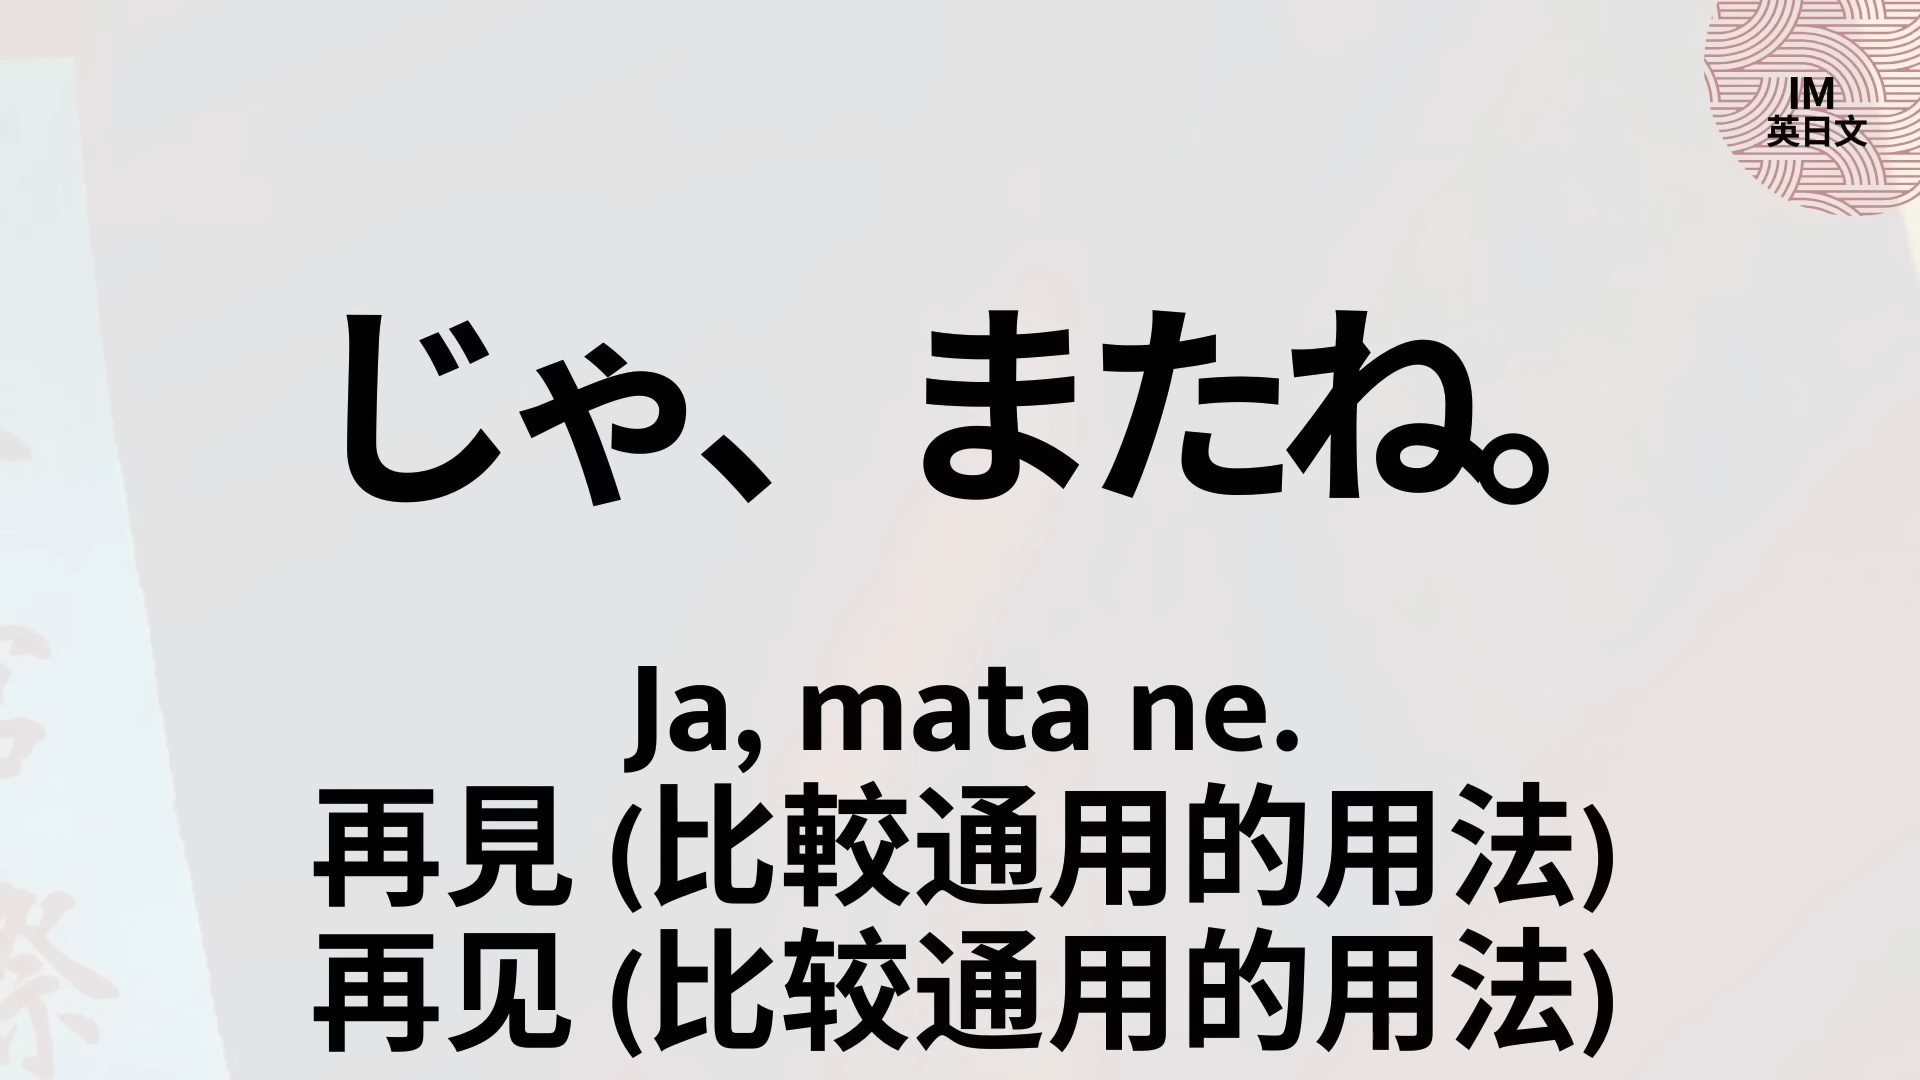 IM
英日文
じゃ、またね。
Ja, mata ne.
再見 (比較通用的用法)
再见 (比较通用的用法)